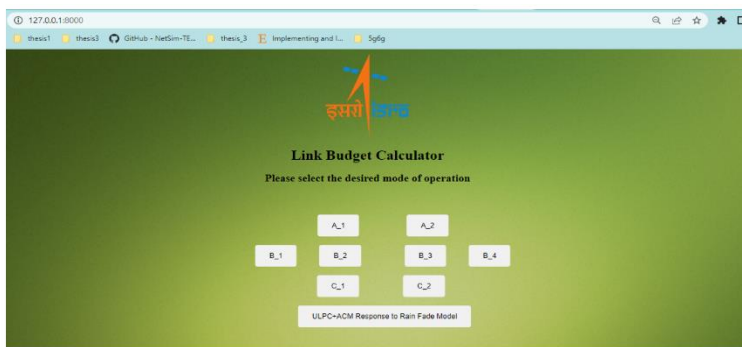 127.0.0.1:8000
thesis1 thesis3 GitHub - NetSim-TE... thesis_3 Implementing and I... 5g6g
इसरो isro
Link Budget Calculator
Please select the desired mode of operation
A_1 A_2
B_1 B_2 B_3 B_4
C_1 C_2
ULPC+ACM Response to Rain Fade Model